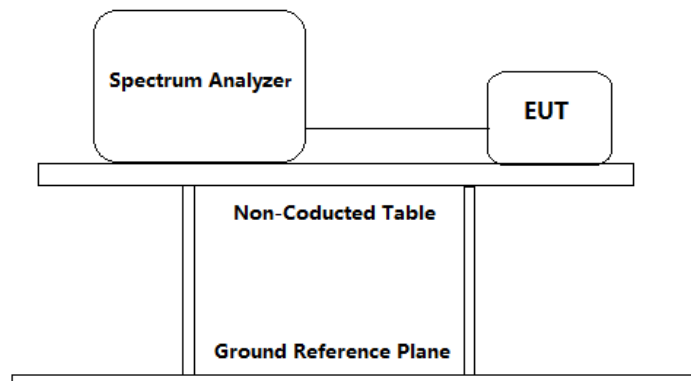 Spectrum Analyzer
EUT
Non-Coducted Table
Ground Reference Plane